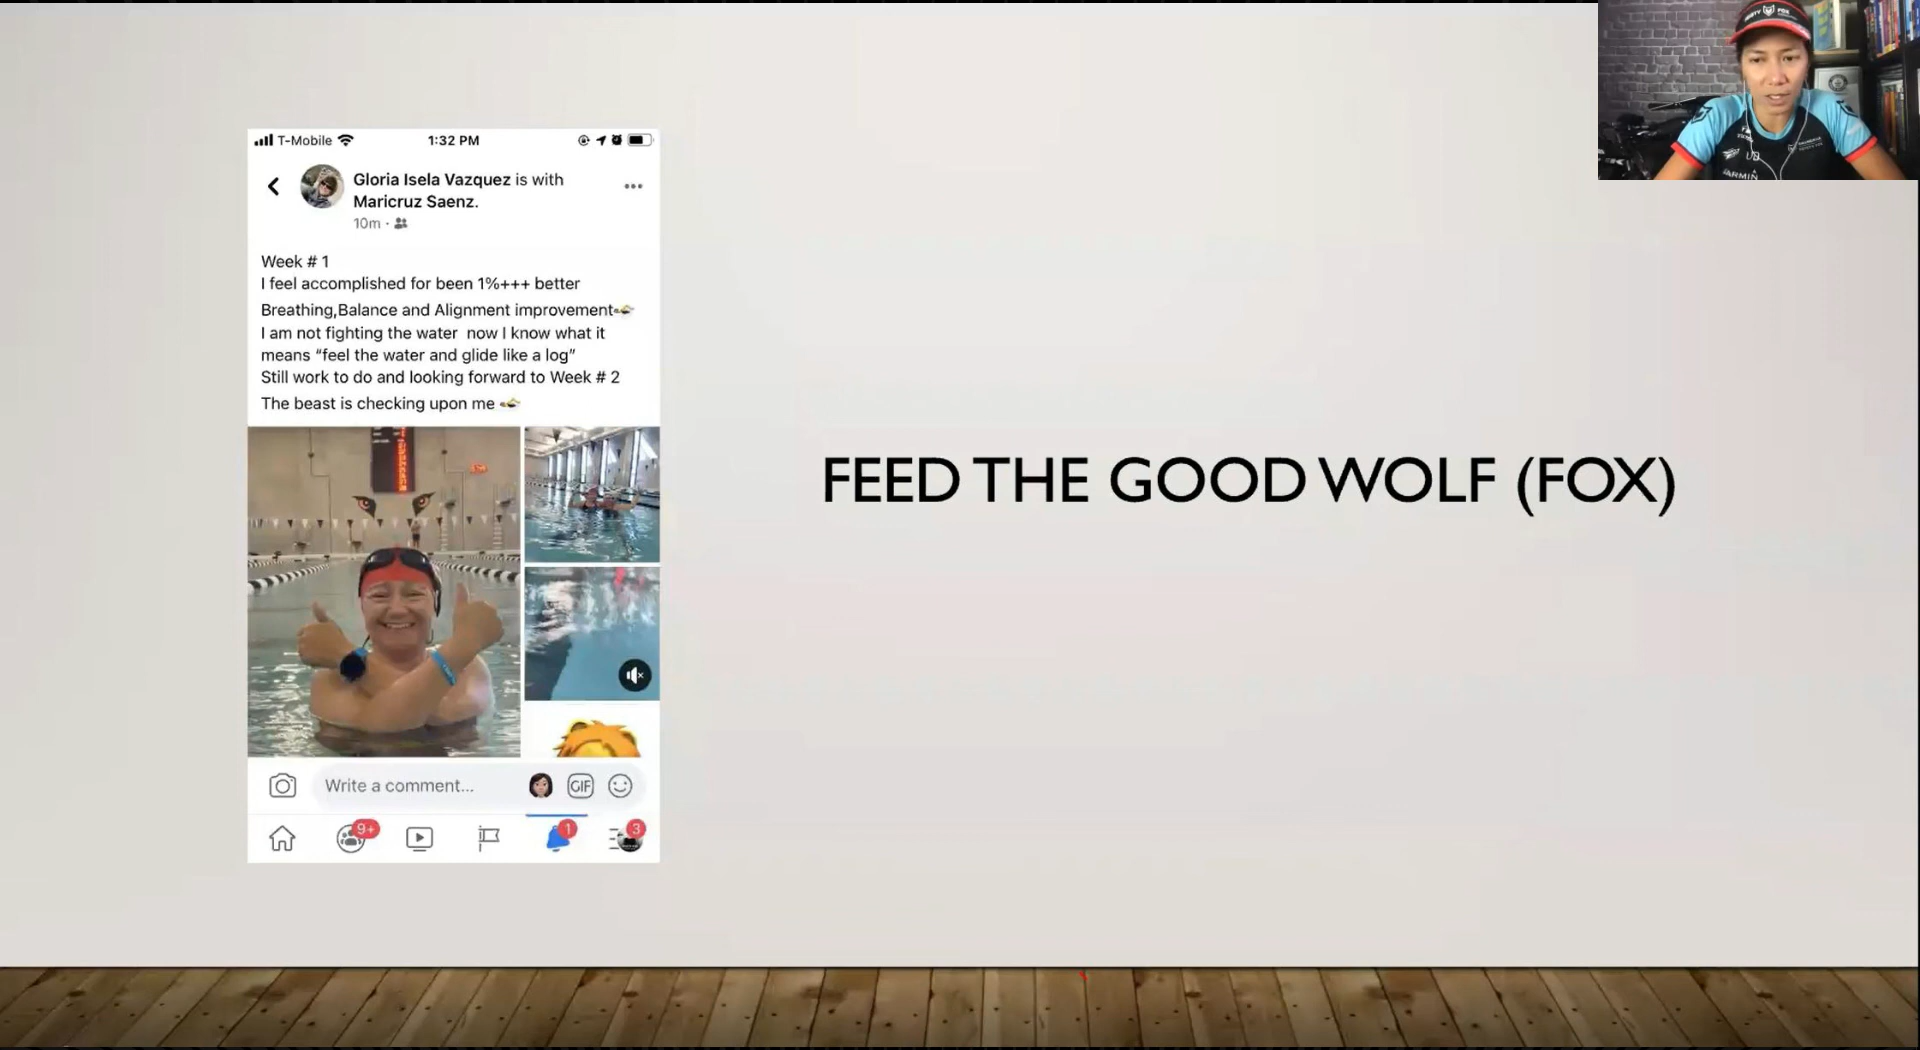 T-Mobile 1:32 PM
Gloria Isela Vazquez is with
Maricruz Saenz.
10m ·
Week # 1
I feel accomplished for been 1%+++ better
Breathing,Balance and Alignment improvement
I am not fighting the water now I know what it
means “feel the water and glide like a log”
Still work to do and looking forward to Week # 2
The beast is checking upon me
Write a comment...
GIF
9+
1
3
FEED THE GOOD WOLF (FOX)
FOX
GARMIN